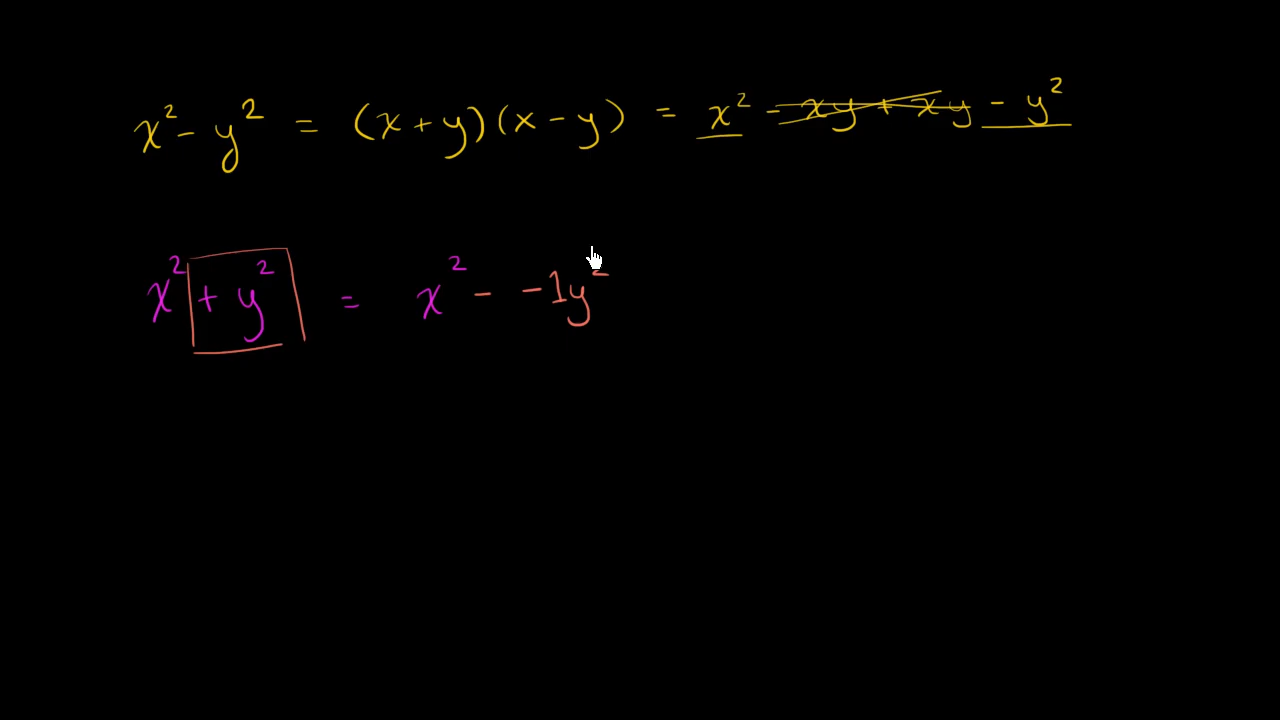 x² - y² = (x + y)(x - y) = x² - xy + xy - y²
x² + y² = x² - -1y²